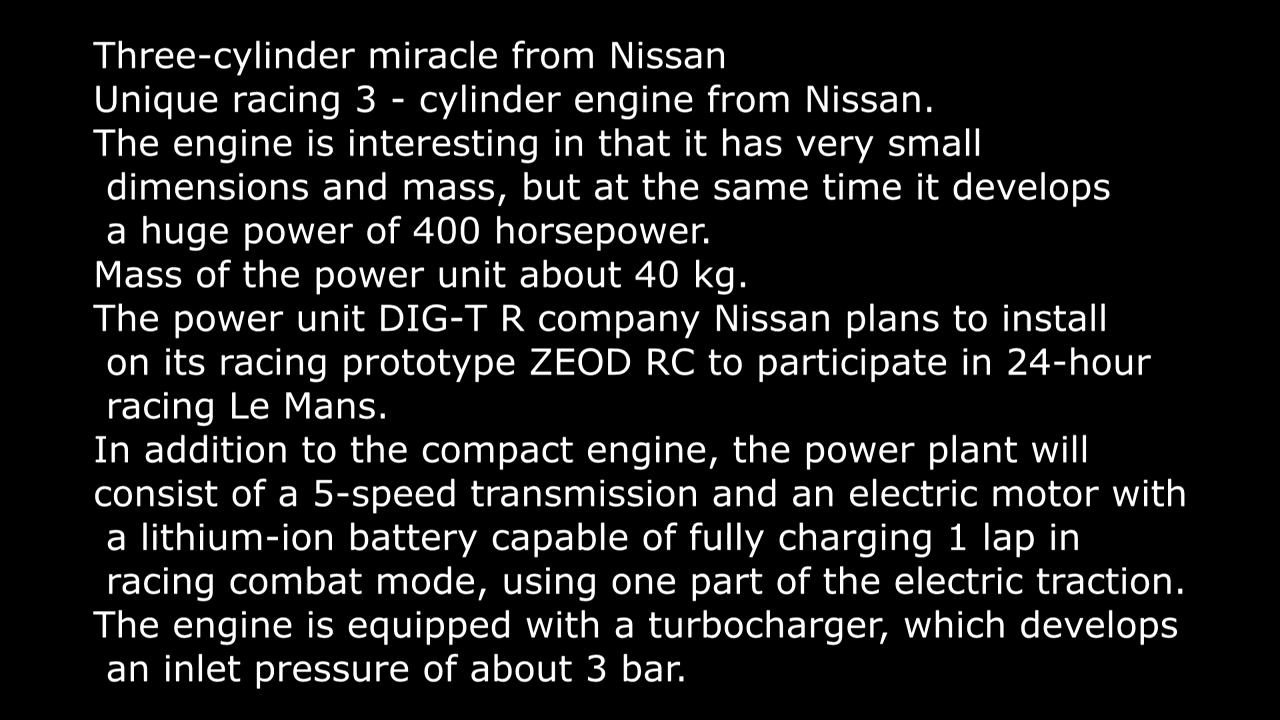 Three-cylinder miracle from Nissan
Unique racing 3 - cylinder engine from Nissan.
The engine is interesting in that it has very small
dimensions and mass, but at the same time it develops
a huge power of 400 horsepower.
Mass of the power unit about 40 kg.
The power unit DIG-T R company Nissan plans to install
on its racing prototype ZEOD RC to participate in 24-hour
racing Le Mans.
In addition to the compact engine, the power plant will
consist of a 5-speed transmission and an electric motor with
a lithium-ion battery capable of fully charging 1 lap in
racing combat mode, using one part of the electric traction.
The engine is equipped with a turbocharger, which develops
an inlet pressure of about 3 bar.